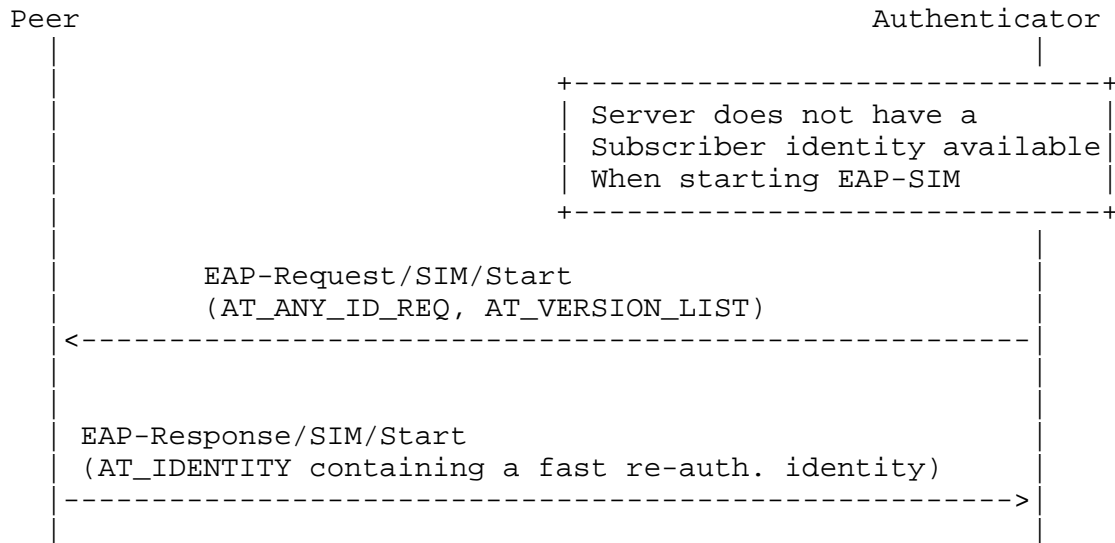 Peer Authenticator
Server does not have a
Subscriber identity available
When starting EAP-SIM
EAP-Request/SIM/Start
(AT_ANY_ID_REQ, AT_VERSION_LIST)
EAP-Response/SIM/Start
(AT_IDENTITY containing a fast re-auth. identity)